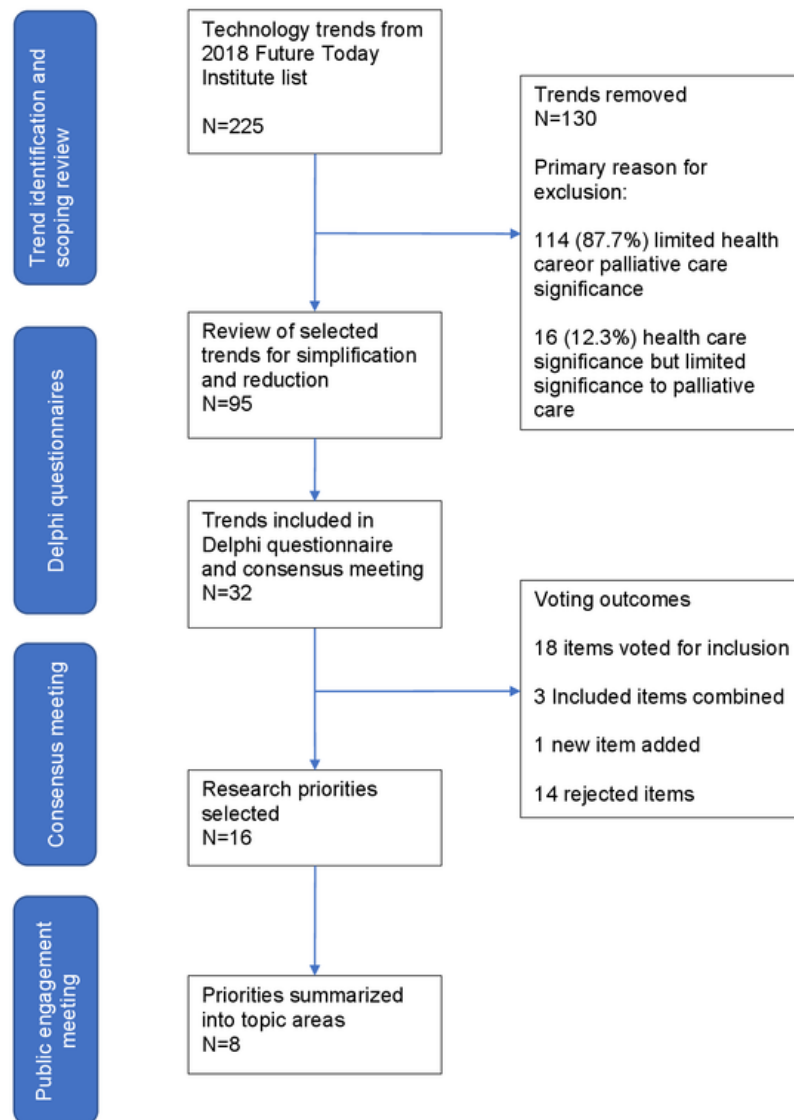 Trend identification and
scoping review
Technology trends from
2018 Future Today
Institute list
N=225
Trends removed
N=130
Primary reason for
exclusion:
114 (87.7%) limited health
careor palliative care
significance
16 (12.3%) health care
significance but limited
significance to palliative
care
Delphi questionnaires
Review of selected
trends for simplification
and reduction
N=95
Trends included in
Delphi questionnaire
and consensus meeting
N=32
Consensus meeting
Voting outcomes
18 items voted for inclusion
3 Included items combined
1 new item added
14 rejected items
Research priorities
selected
N=16
Public engagement
meeting
Priorities summarized
into topic areas
N=8